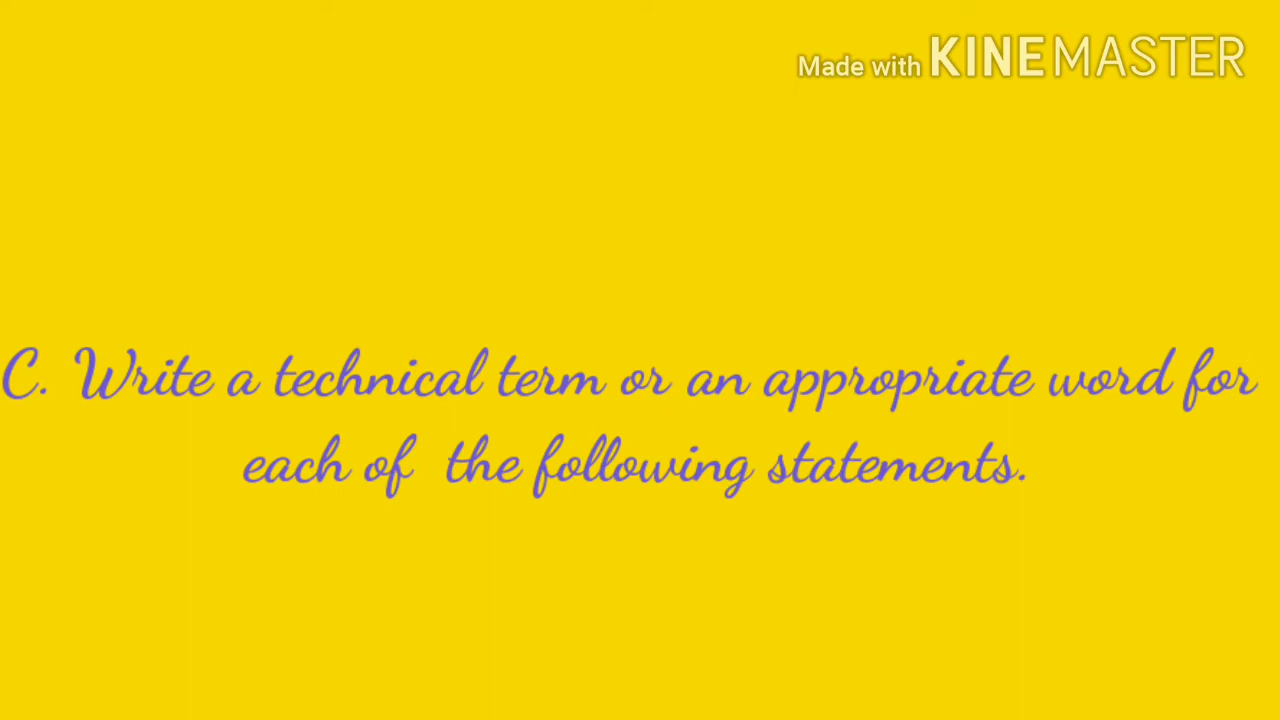 Made with KINEMASTER
C. Write a technical term or an appropriate word for
each of the following statements.